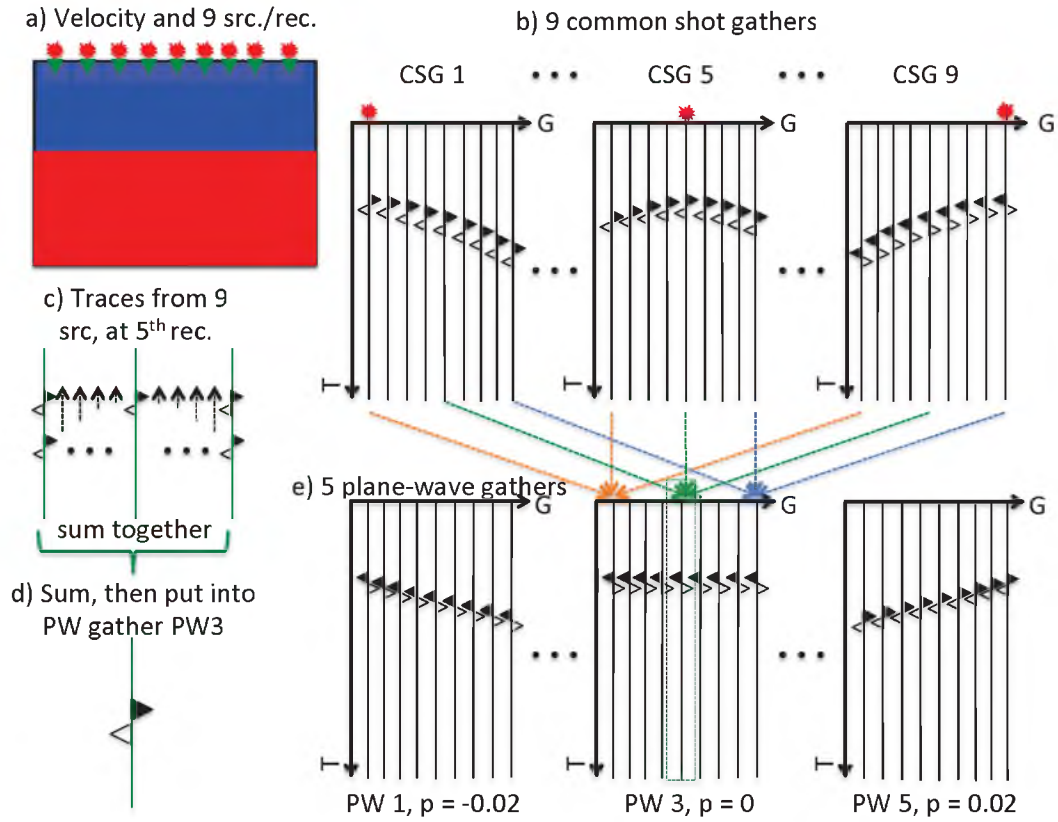 a) Velocity and 9 src./rec.
b) 9 common shot gathers
CSG 1
CSG 5
CSG 9
G
G
G
T
T
T
c) Traces from 9
src, at 5th rec.
sum together
d) Sum, then put into
PW gather PW3
e) 5 plane-wave gathers
G
G
G
T
T
T
PW 1, p = -0.02
PW 3, p = 0
PW 5, p = 0.02